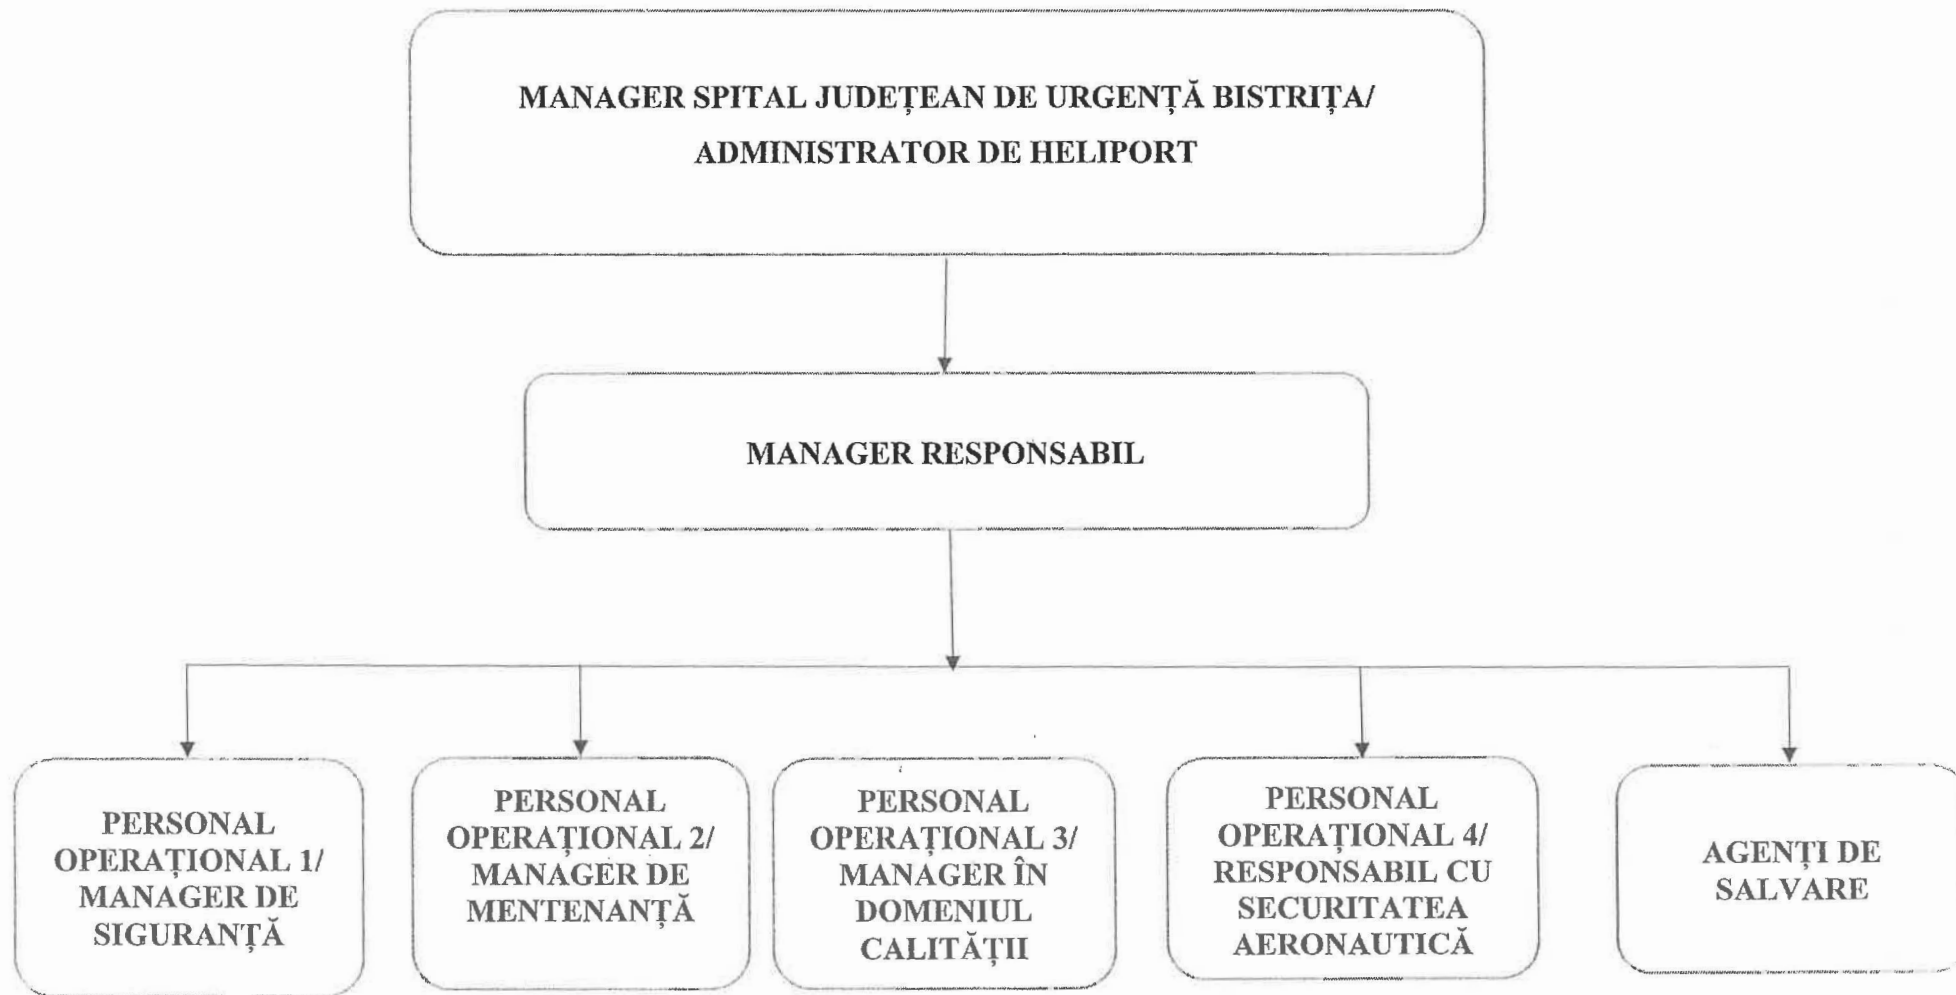 MANAGER SPITAL JUDEȚEAN DE URGENȚĂ BISTRIȚA/
ADMINISTRATOR DE HELIPORT
MANAGER RESPONSABIL
PERSONAL
OPERAȚIONAL 1/
MANAGER DE
SIGURANȚĂ
PERSONAL
OPERAȚIONAL 2/
MANAGER DE
MENTENANȚĂ
PERSONAL
OPERAȚIONAL 3/
MANAGER ÎN
DOMENIUL
CALITĂȚII
PERSONAL
OPERAȚIONAL 4/
RESPONSABIL CU
SECURITATEA
AERONAUTICĂ
AGENȚI DE
SALVARE